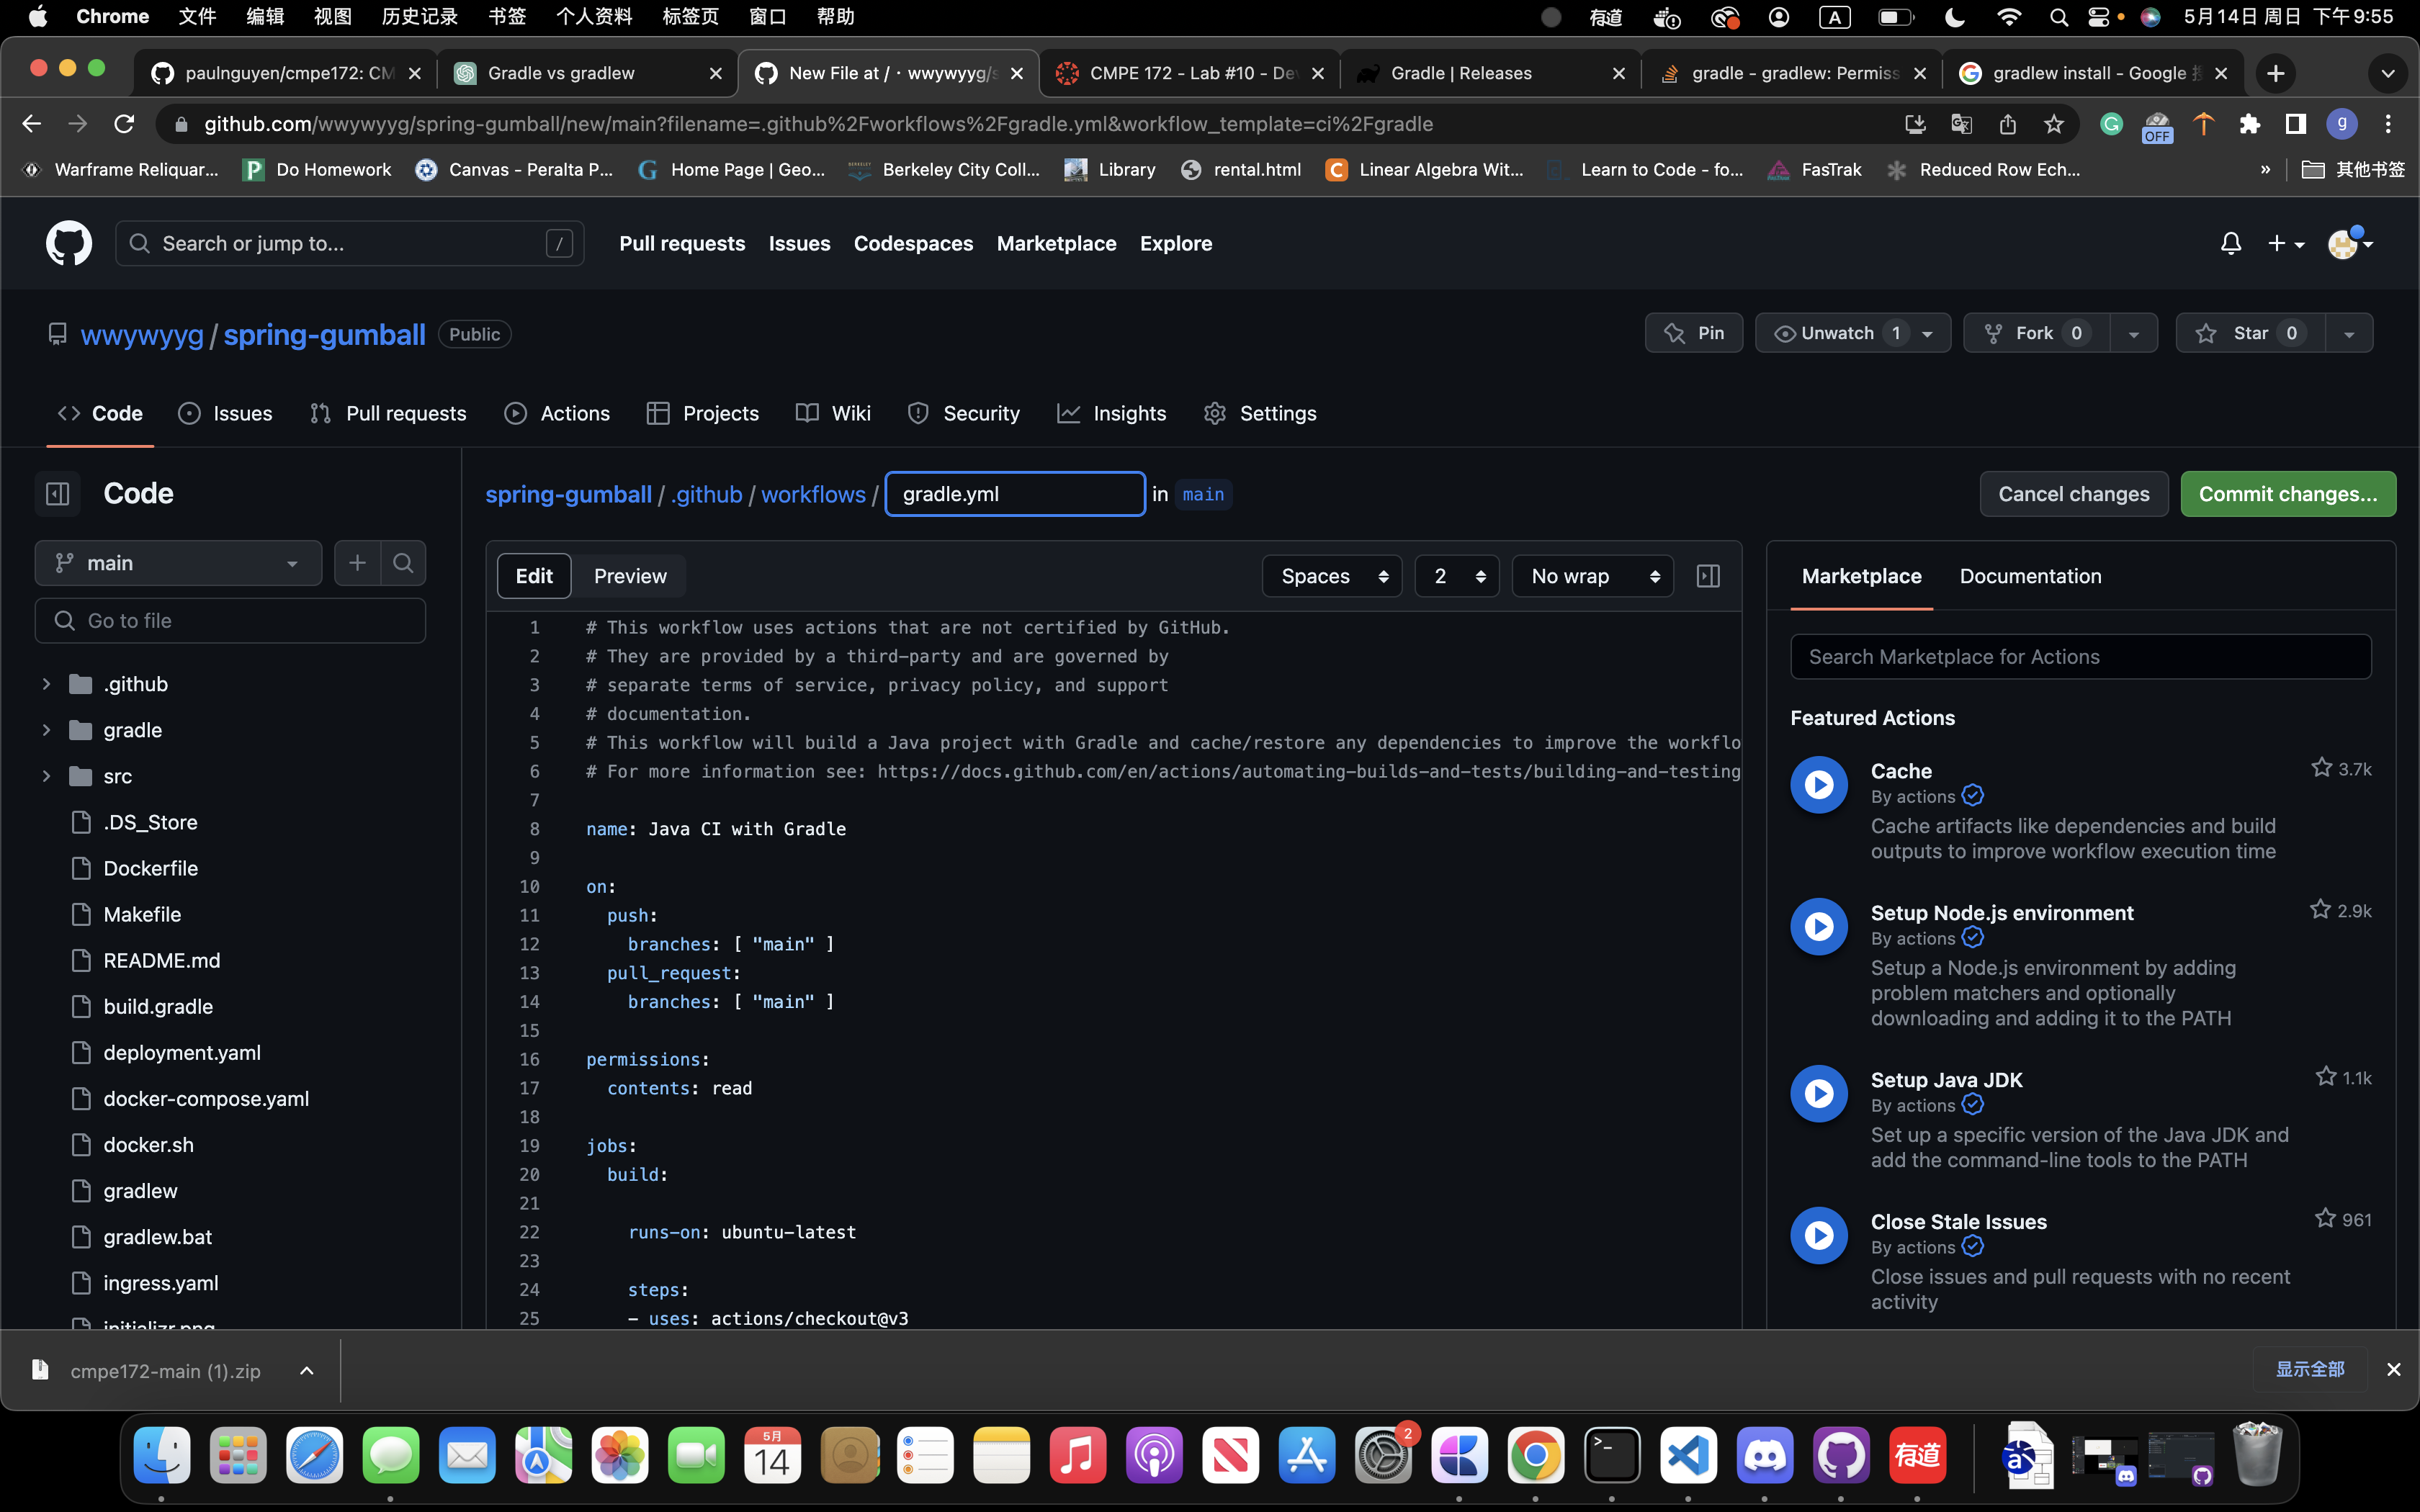 Chrome 文件 编辑 视图 历史记录 书签 个人资料 标签页 窗口 帮助 有道 A 5月14日 周日 下午9:55
paulnguyen/cmpe172: CM Gradle vs gradlew New File at / · wwywyyg/s CMPE 172 - Lab #10 - De Gradle | Releases gradle - gradlew: Permiss gradlew install - Google
github.com/wwywyyg/spring-gumball/new/main?filename=.github%2Fworkflows%2Fgradle.yml&workflow_template=ci%2Fgradle OFF g
Warframe Reliquar... Do Homework Canvas - Peralta P... Home Page | Geo... Berkeley City Coll... Library rental.html Linear Algebra Wit... Learn to Code - fo... FasTrak Reduced Row Ech... » 其他书签
Search or jump to... / Pull requests Issues Codespaces Marketplace Explore
wwywyyg / spring-gumball Public Pin Unwatch 1 Fork 0 Star 0
Code Issues Pull requests Actions Projects Wiki Security Insights Settings
Code
spring-gumball / .github / workflows / gradle.yml in main Cancel changes Commit changes...
main
Go to file
.github
gradle
src
.DS_Store
Dockerfile
Makefile
README.md
build.gradle
deployment.yaml
docker-compose.yaml
docker.sh
gradlew
gradlew.bat
ingress.yaml
initializr.png
Edit Preview Spaces 2 No wrap
1 # This workflow uses actions that are not certified by GitHub.
2 # They are provided by a third-party and are governed by
3 # separate terms of service, privacy policy, and support
4 # documentation.
5 # This workflow will build a Java project with Gradle and cache/restore any dependencies to improve the workflo
6 # For more information see: https://docs.github.com/en/actions/automating-builds-and-tests/building-and-testing
7
8 name: Java CI with Gradle
9
10 on:
11 push:
12 branches: [ "main" ]
13 pull_request:
14 branches: [ "main" ]
15
16 permissions:
17 contents: read
18
19 jobs:
20 build:
21
22 runs-on: ubuntu-latest
23
24 steps:
25 - uses: actions/checkout@v3
Marketplace Documentation
Search Marketplace for Actions
Featured Actions
Cache 3.7k
By actions
Cache artifacts like dependencies and build
outputs to improve workflow execution time
Setup Node.js environment 2.9k
By actions
Setup a Node.js environment by adding
problem matchers and optionally
downloading and adding it to the PATH
Setup Java JDK 1.1k
By actions
Set up a specific version of the Java JDK and
add the command-line tools to the PATH
Close Stale Issues 961
By actions
Close issues and pull requests with no recent
activity
cmpe172-main (1).zip 显示全部
5月 14 2 有道